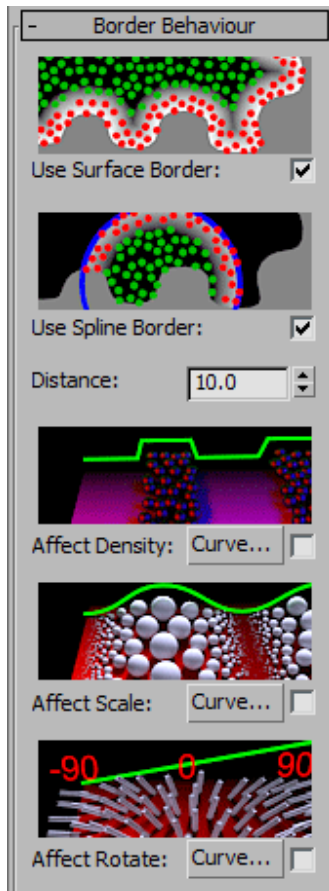 - Border Behaviour
Use Surface Border:
Use Spline Border:
Distance: 10.0
Affect Density: Curve...
Affect Scale: Curve...
-90 0 90
Affect Rotate: Curve...